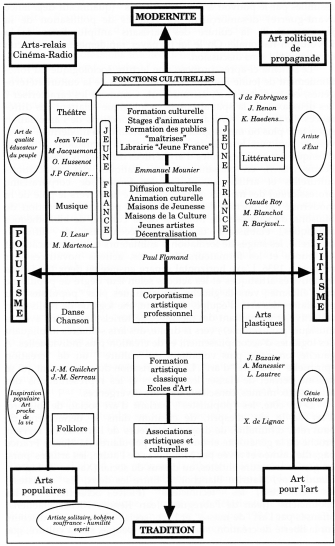 MODERNITE
Arts-relais
Cinéma-Radio
Art politique
de
propagande
FONCTIONS CULTURELLES
Théâtre
Jean Vilar
M Jacquemont
O. Hussenot
J.P Grenier...
Musique
D. Lesur
M. Martenot...
Art de
qualité
éducateur
du peuple
JEUNE FRANCE
Formation culturelle
Stages d'animateurs
Formation des publics
"maîtrises"
Librairie "Jeune France"
Emmanuel Mounier
Diffusion culturelle
Animation cuturelle
Maisons de Jeunesse
Maisons de la Culture
Jeunes artistes
Décentralisation
Paul Flamand
JEUNE FRANCE
J de Fabrègues
J. Renon
K. Haedens...
Littérature
Claude Roy
M. Blanchot
R. Barjavel...
Artiste
d'État
POPULISME
ELITISME
Danse
Chanson
J.-M. Guilcher
J.-M. Serreau
Folklore
Inspiration
populaire
Art
proche de
la vie
Corporatisme
artistique
professionnel
Formation
artistique
classique
Ecoles d'Art
Associations
artistiques et
culturelles
Arts
plastiques
J. Bazaine
A. Manessier
L. Lautrec
X. de Lignac
Génie
créateur
Arts
populaires
Art
pour l'art
Artiste solitaire, bohême
souffrance - humilité
esprit
TRADITION